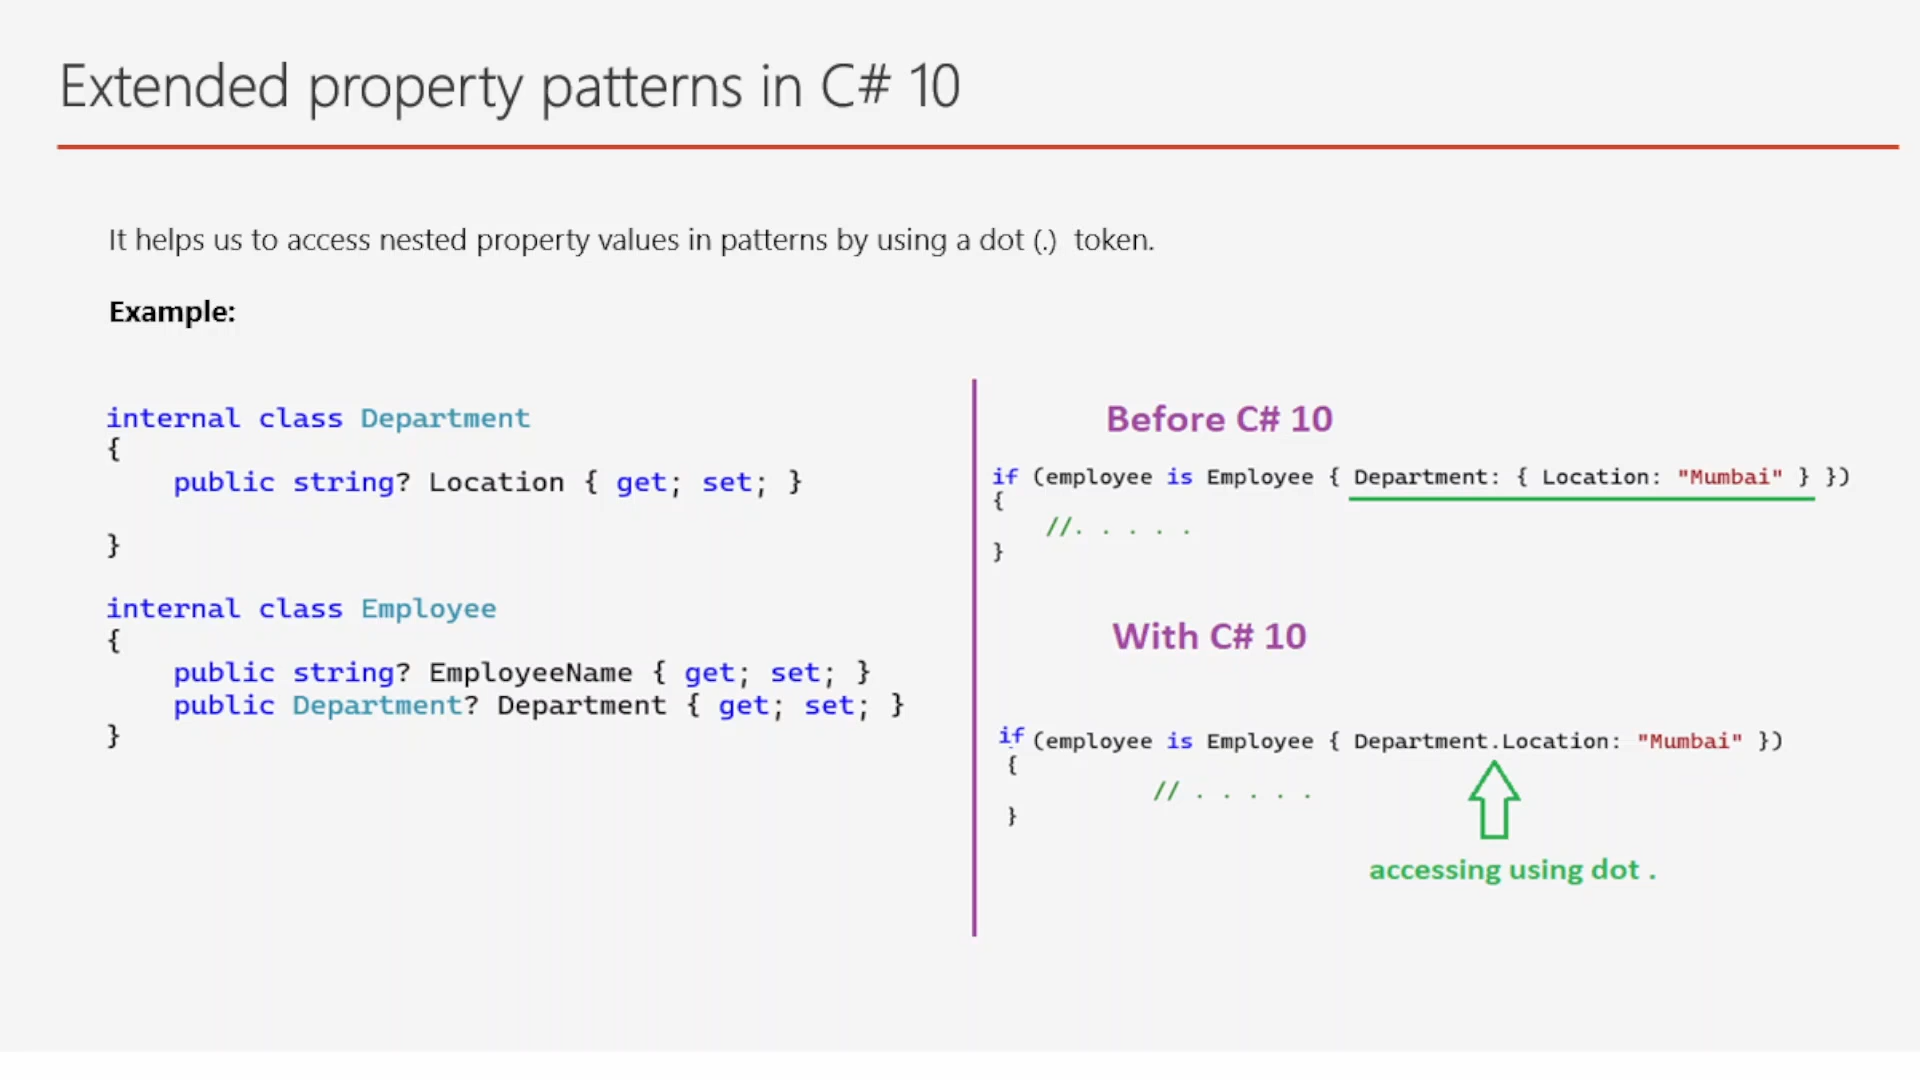 Extended property patterns in C# 10
It helps us to access nested property values in patterns by using a dot (.)  token.
Example:
internal class Department
{
    public string? Location { get; set; }
}
internal class Employee
{
    public string? EmployeeName { get; set; }
    public Department? Department { get; set; }
}
Before C# 10
if (employee is Employee { Department: { Location: "Mumbai" } })
{
    //. . . . .
}
With C# 10
if (employee is Employee { Department.Location: "Mumbai" })
{
    // . . . . .
}
accessing using dot .